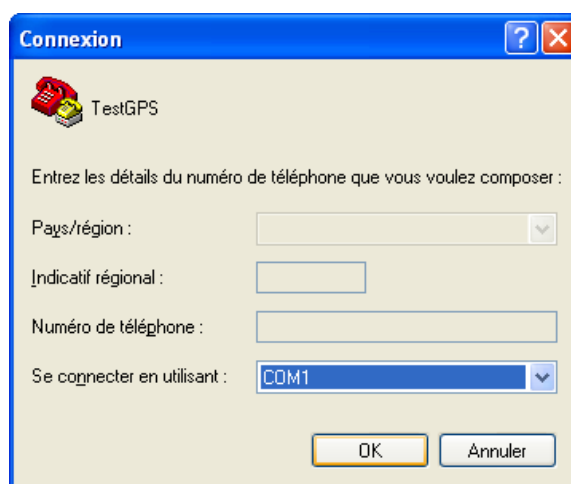 Connexion
TestGPS
Entrez les détails du numéro de téléphone que vous voulez composer :
Pays/région :
Indicatif régional :
Numéro de téléphone :
Se connecter en utilisant : COM1
OK Annuler